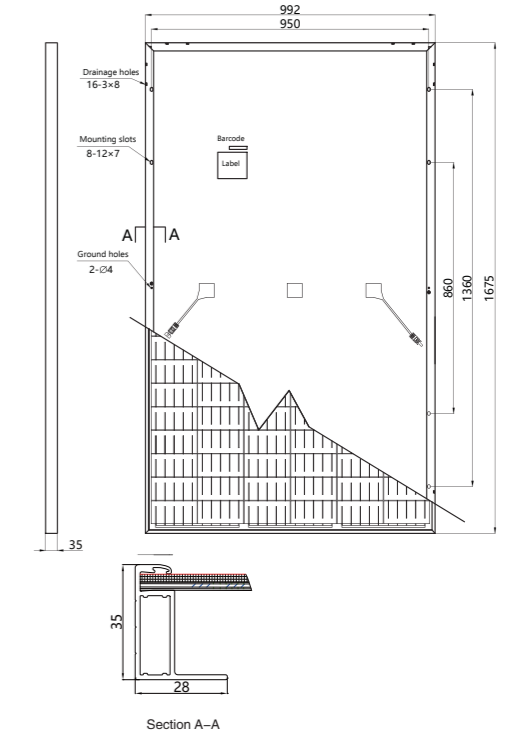 992
950
Drainage holes
16-3×8
Mounting slots
8-12×7
Barcode
Label
A A
Ground holes
2-∅4
860
1360
1675
35
35
28
Section A–A